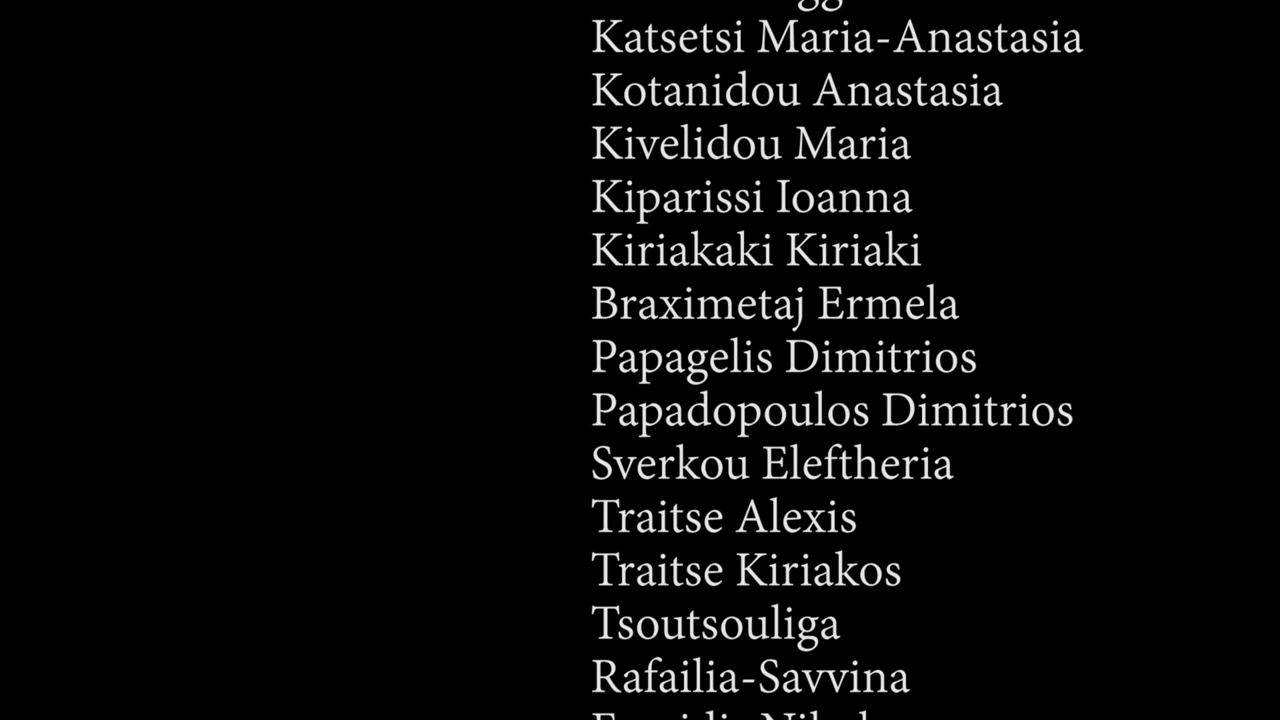 Katsetsi Maria-Anastasia
Kotanidou Anastasia
Kivelidou Maria
Kiparissi Ioanna
Kiriakaki Kiriaki
Braximetaj Ermela
Papagelis Dimitrios
Papadopoulos Dimitrios
Sverkou Eleftheria
Traitse Alexis
Traitse Kiriakos
Tsoutsouliga
Rafailia-Savvina